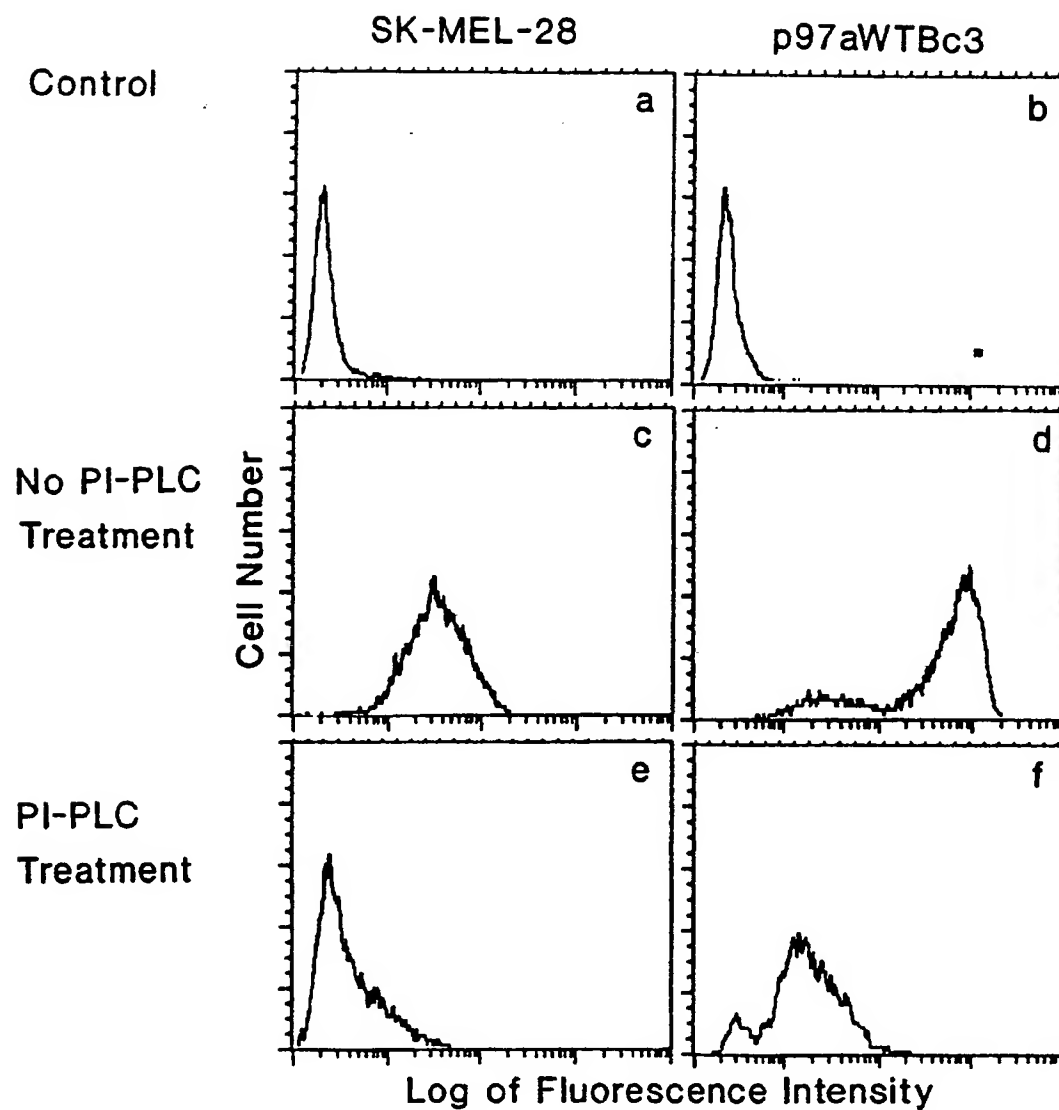 SK-MEL-28
p97aWTBc3
Control
a
b
No PI-PLC
Treatment
Cell Number
c
d
PI-PLC
Treatment
e
f
Log of Fluorescence Intensity